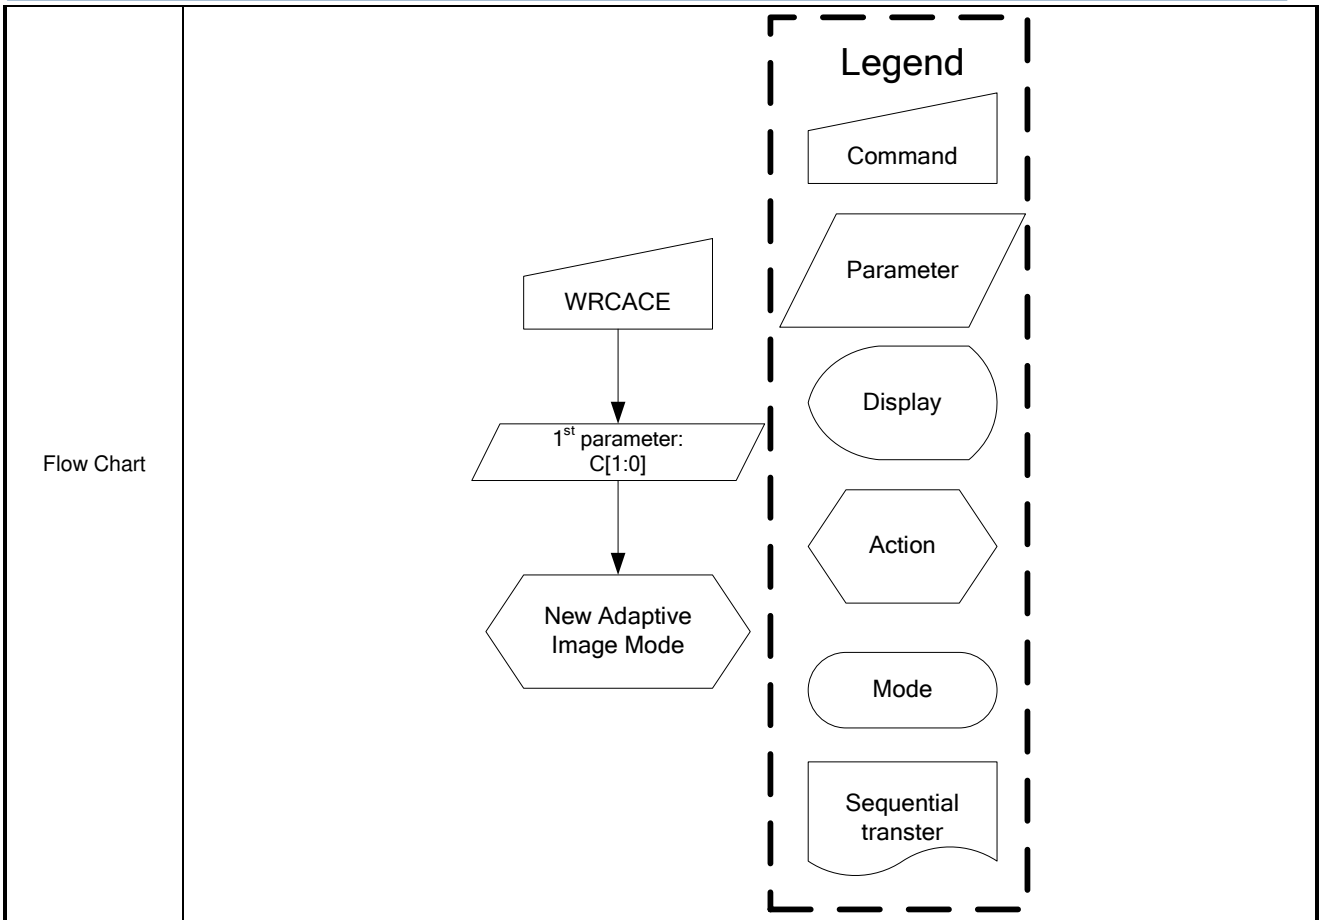 Flow Chart
WRCACE
1st parameter:
C[1:0]
New Adaptive
Image Mode
Legend
Command
Parameter
Display
Action
Mode
Sequential
transter